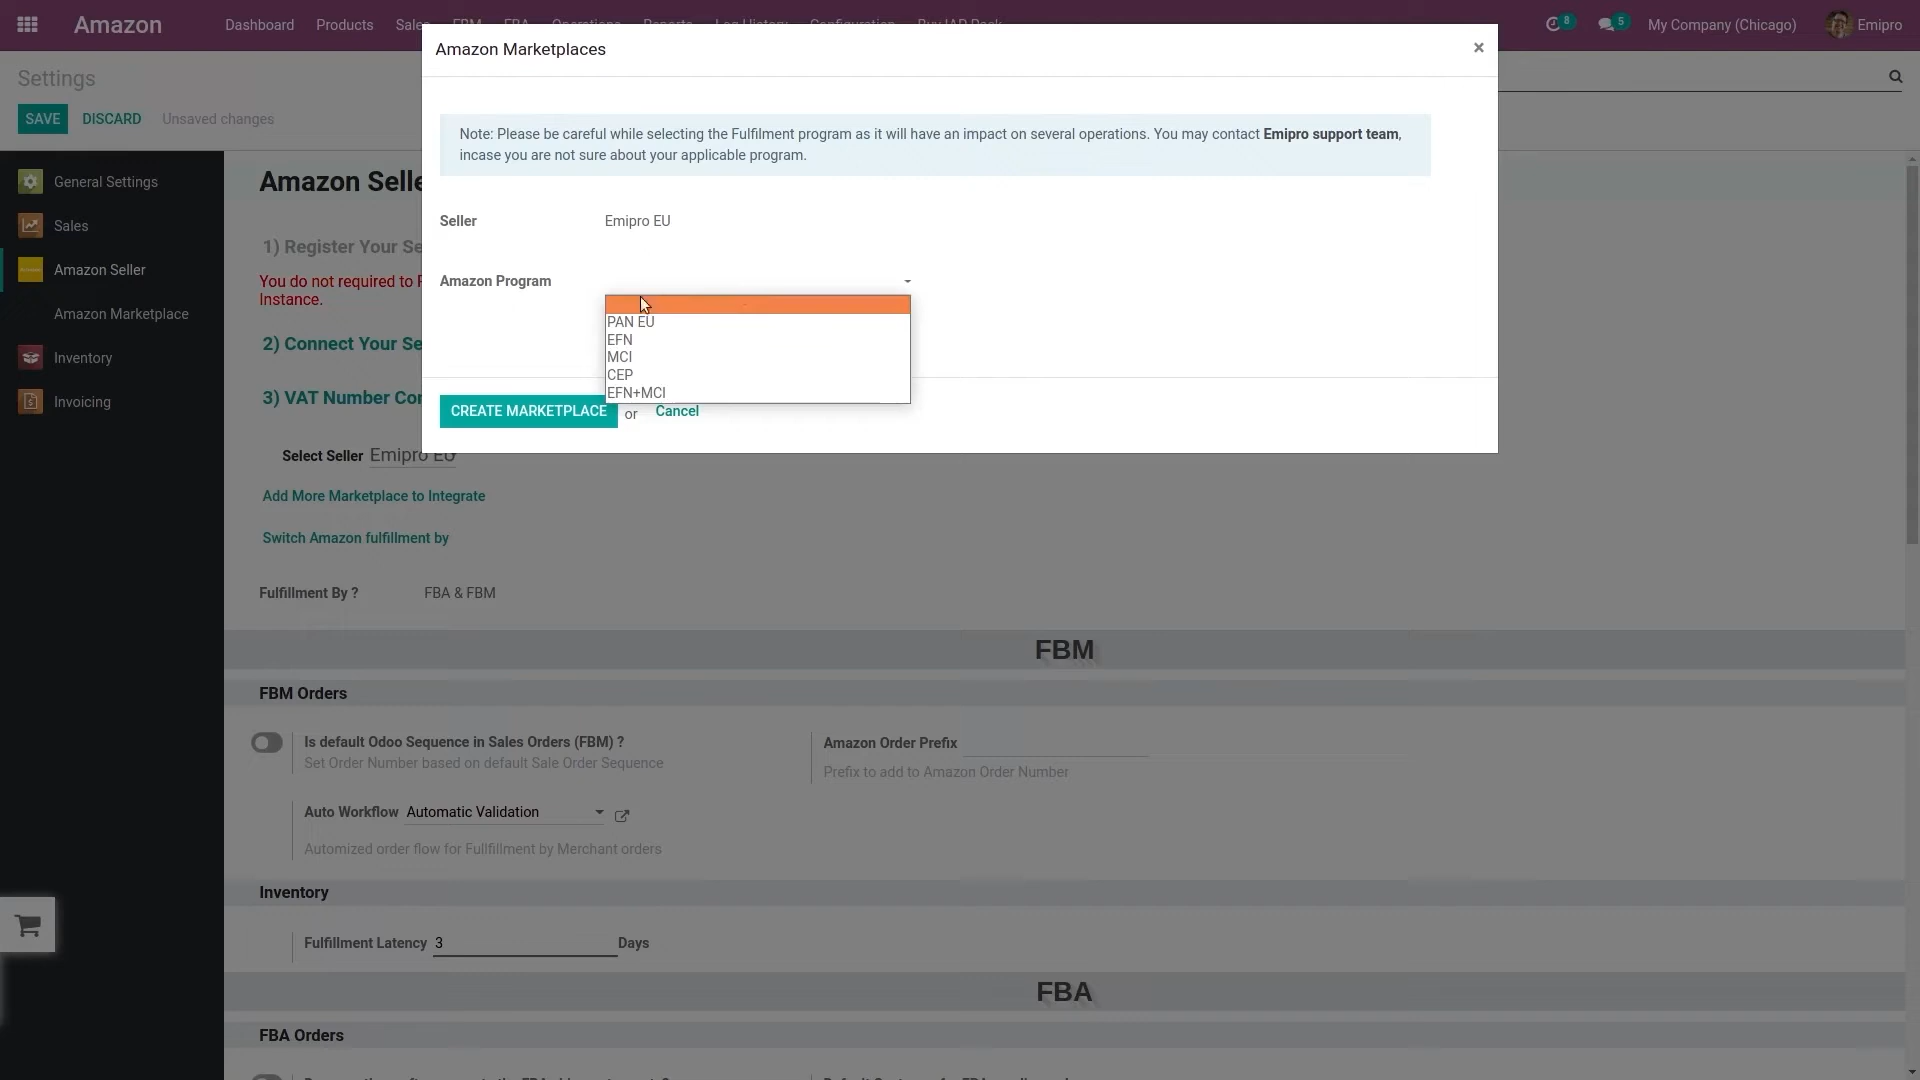 Amazon
Dashboard
Products
Sales
FBM
FBA
Operations
Reports
Log History
Configuration
Buy IAP Pack
8
5
My Company (Chicago)
Emipro
Settings
SAVE
DISCARD
Unsaved changes
General Settings
Sales
Amazon Seller
Amazon Marketplace
Inventory
Invoicing
Amazon Marketplaces
×
Note: Please be careful while selecting the Fulfilment program as it will have an impact on several operations. You may contact Emipro support team,
incase you are not sure about your applicable program.
Seller
Emipro EU
Amazon Program
PAN EU
EFN
MCI
CEP
EFN+MCI
CREATE MARKETPLACE
or
Cancel
Amazon Selle
1) Register Your Se
You do not required to
Instance.
2) Connect Your Se
3) VAT Number Con
Select Seller Emipro EU
Add More Marketplace to Integrate
Switch Amazon fulfillment by
Fulfillment By ?
FBA & FBM
FBM
FBM Orders
Is default Odoo Sequence in Sales Orders (FBM) ?
Set Order Number based on default Sale Order Sequence
Amazon Order Prefix
Prefix to add to Amazon Order Number
Auto Workflow Automatic Validation
Automized order flow for Fullfillment by Merchant orders
Inventory
Fulfillment Latency 3 Days
FBA
FBA Orders